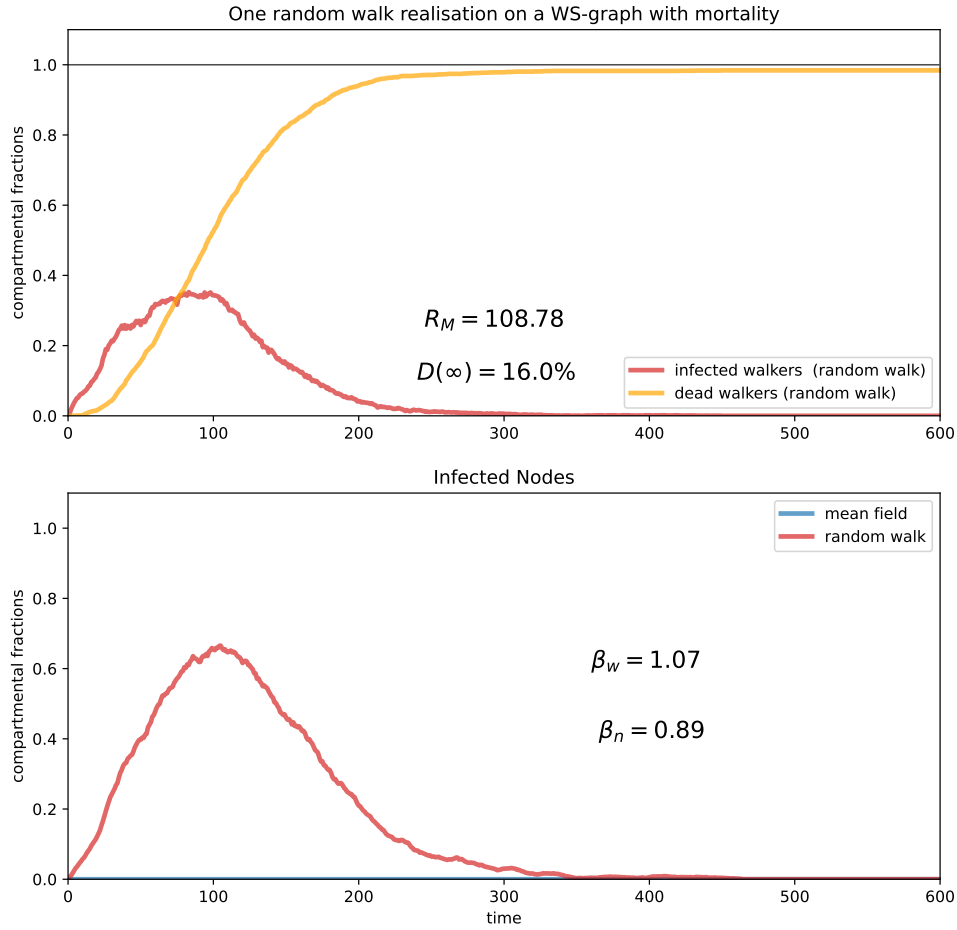 One random walk realisation on a WS-graph with mortality
compartmental fractions
1.0
0.8
0.6
0.4
0.2
0.0
R_M = 108.78
D(∞) = 16.0%
infected walkers (random walk)
dead walkers (random walk)
0 100 200 300 400 500 600
Infected Nodes
compartmental fractions
1.0
0.8
0.6
0.4
0.2
0.0
mean field
random walk
β_w = 1.07
β_n = 0.89
0 100 200 300 400 500 600
time